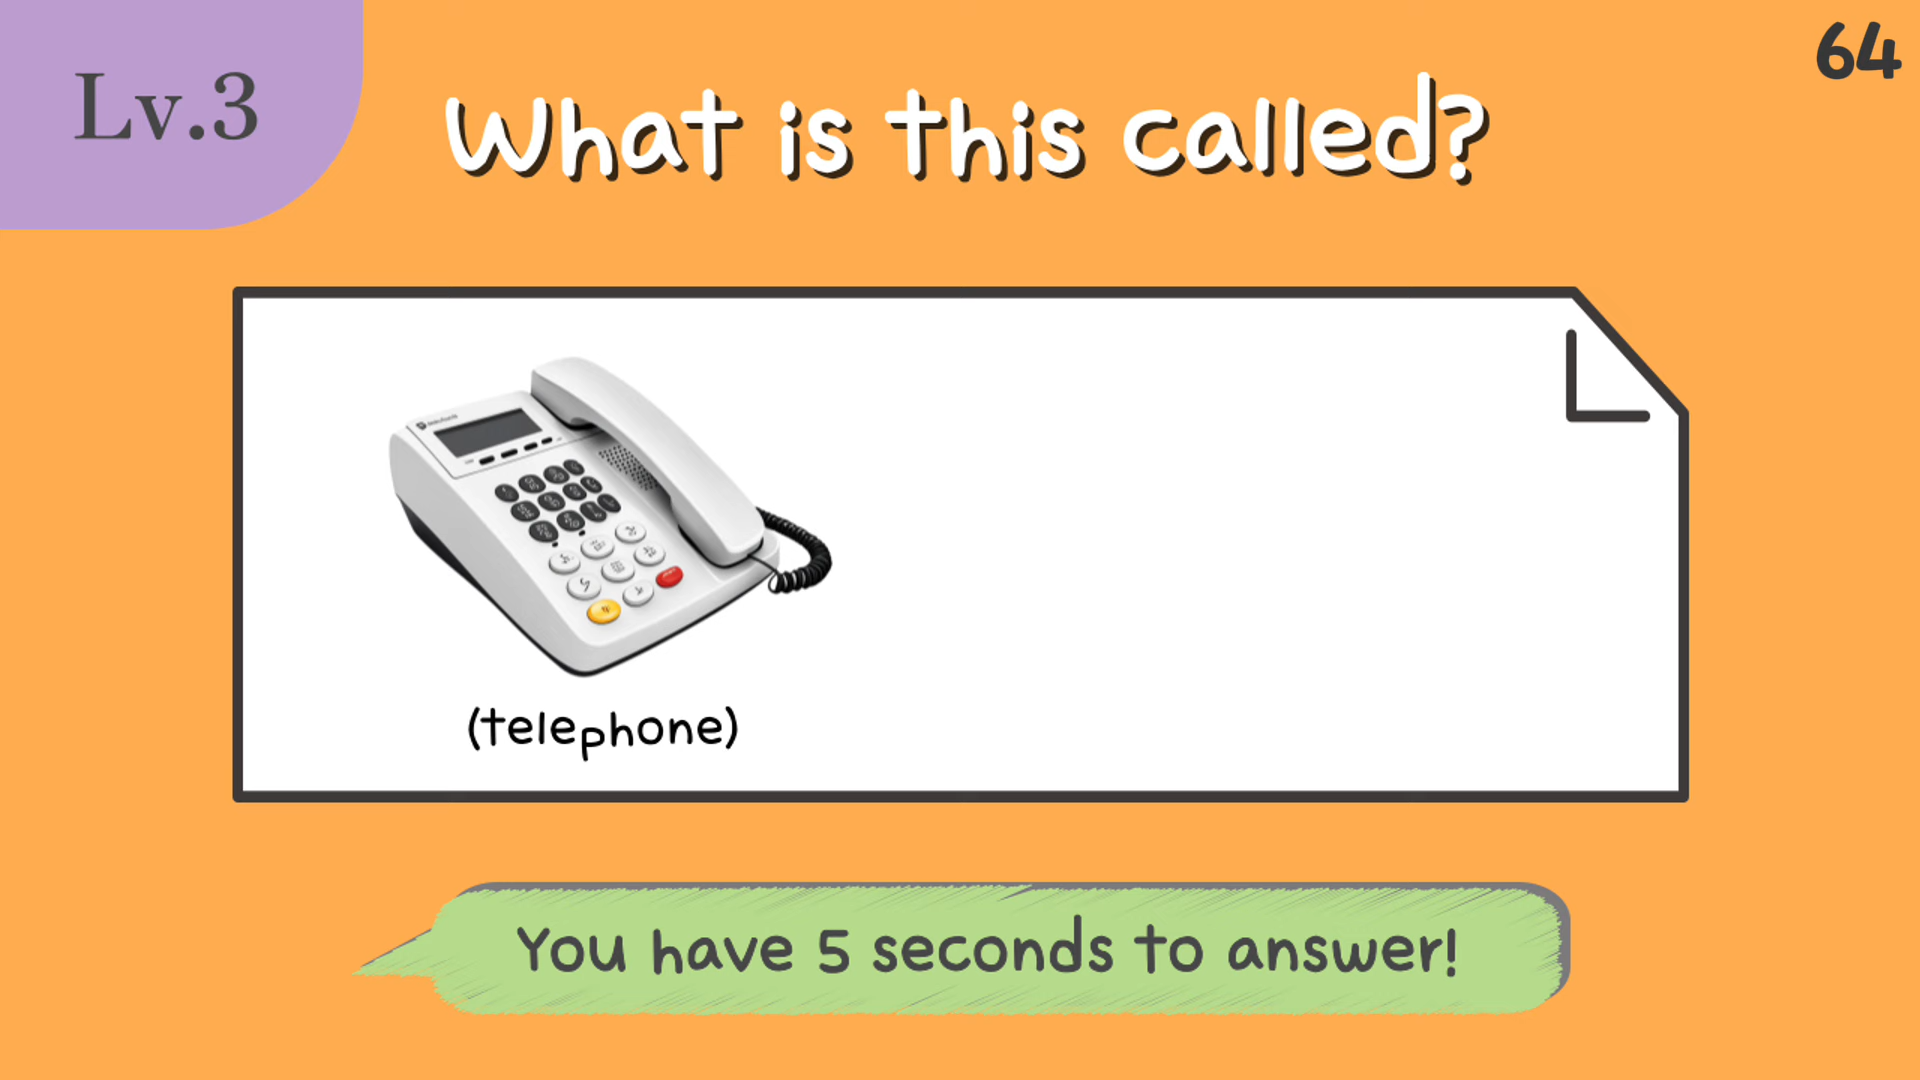 Lv.3
64
What is this called?
(telephone)
You have 5 seconds to answer!